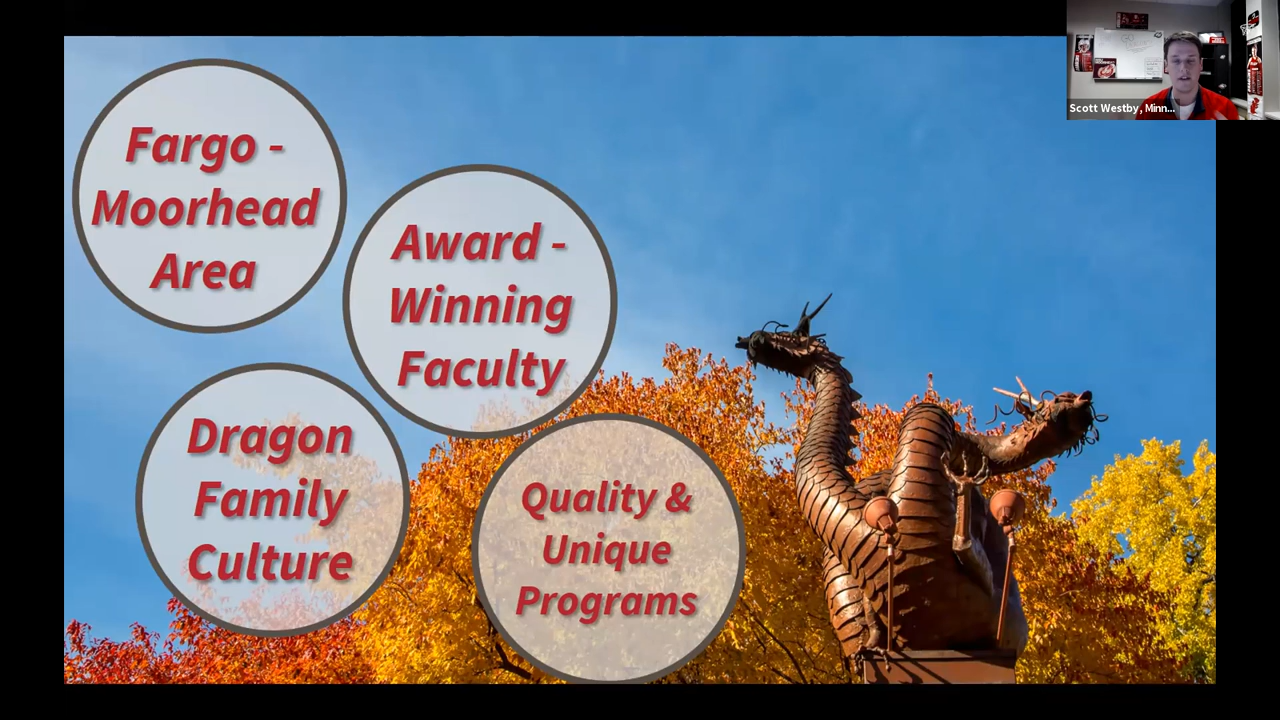 Fargo -
Moorhead
Area
Award -
Winning
Faculty
Dragon
Family
Culture
Quality &
Unique
Programs
Scott Westby, Minn...